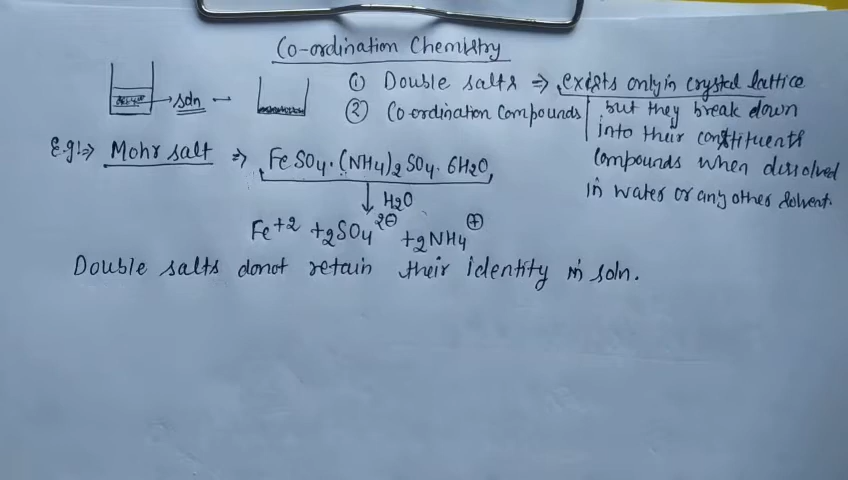 Co-ordination Chemistry
→ soln
① Double salts ⇒ exists only in crystal lattice
② Co-ordination Compounds
but they break down
into their constituents
Compounds when dissolved
in water or any other solvent.
E.g:⇒ Mohr salt ⇒ FeSO4·(NH4)2SO4·6H2O
↓ H2O
Fe+2 + 2SO4 2⊖ + 2NH4 ⊕
Double salts donot retain their identity in soln.